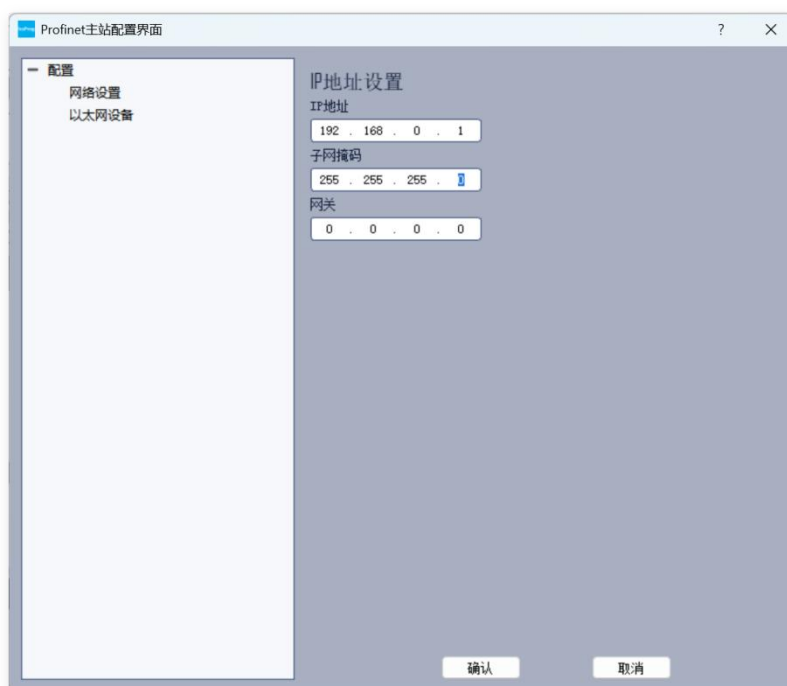 Profinet主站配置界面
配置
网络设置
以太网设备
IP地址设置
IP地址
192 . 168 . 0 . 1
子网掩码
255 . 255 . 255 . 0
网关
0 . 0 . 0 . 0
确认
取消